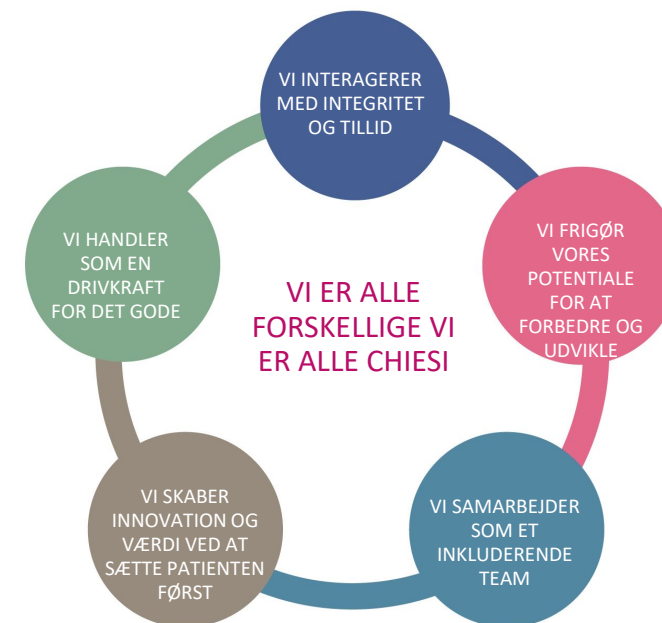 VI INTERAGERER
MED INTEGRITET
OG TILLID
VI FRIGØR
VORES
POTENTIALE
FOR AT
FORBEDRE OG
UDVIKLE
VI HANDLER
SOM EN
DRIVKRAFT
FOR DET GODE
VI ER ALLE
FORSKELLIGE VI
ER ALLE CHIESI
VI SKABER
INNOVATION OG
VÆRDI VED AT
SÆTTE PATIENTEN
FØRST
VI SAMARBEJDER
SOM ET
INKLUDERENDE
TEAM